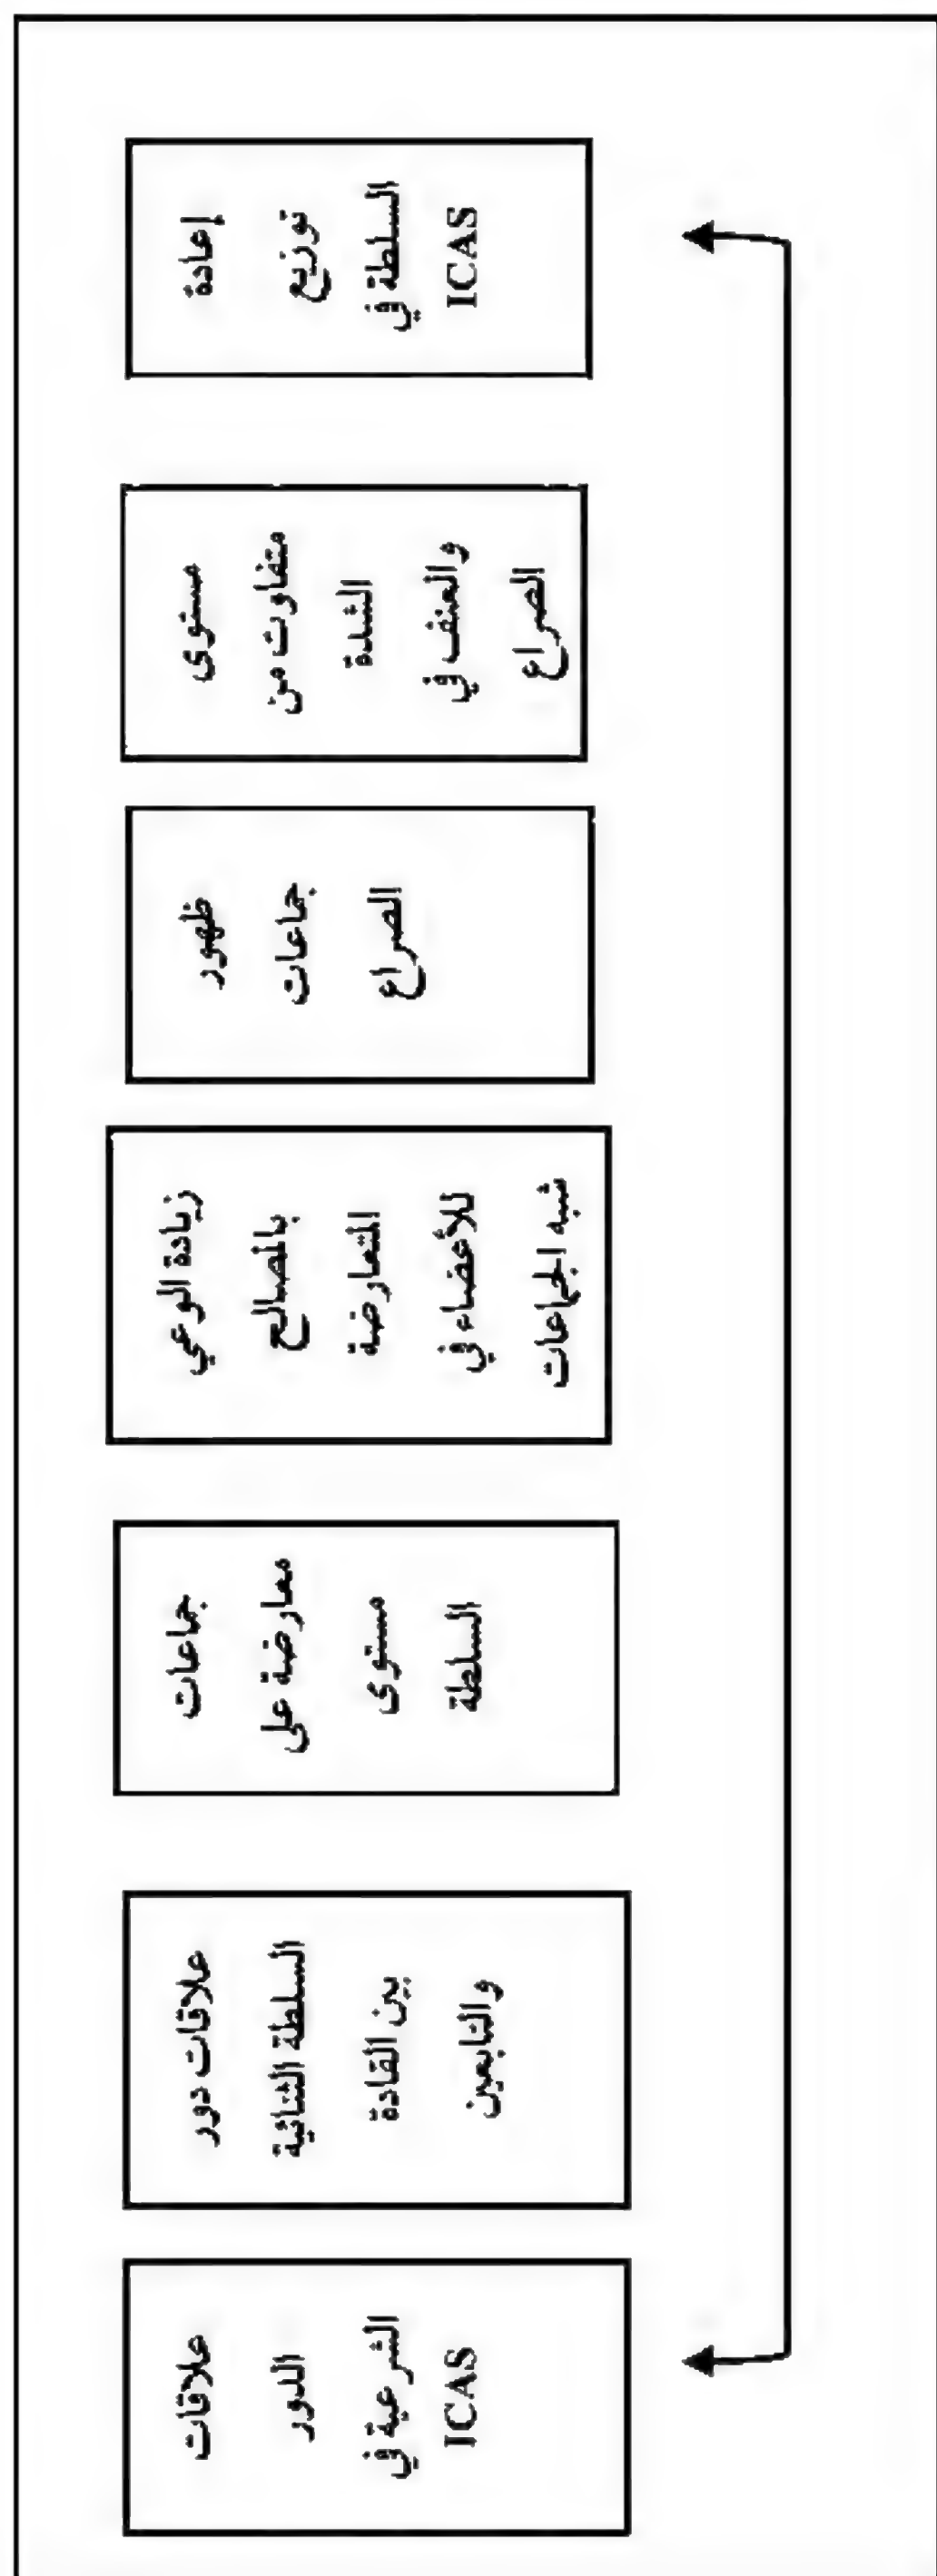 إعادة
توزيع
السلطة في
ICAS
مستوى
متفاوت من
الشدة
والعنف في
الصراع
ظهور
جماعات
الصراع
زيادة الوعي
بالمصالح
المتعارضة
للأعضاء في
شبه الجماعات
جماعات
معارضة على
مستوى
السلطة
علاقات دور
السلطة الثنائية
بين القادة
والتابعين
علاقات
الدور
الشرعية في
ICAS